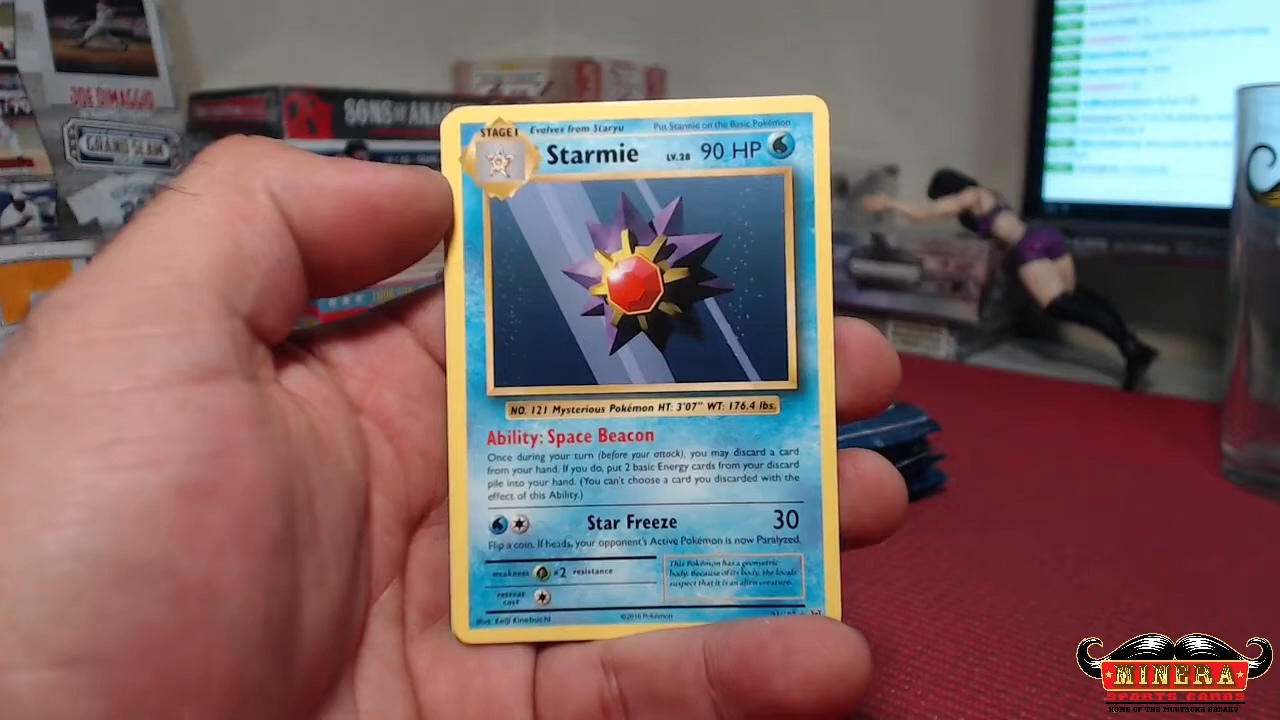 JOE DIMAGGIO
GRAND SLAM
SONS OF ANA
STAGE 1 Evolves from Staryu Put Starmie on the Basic Pokémon
Starmie LV.28 90 HP
NO. 121 Mysterious Pokémon HT: 3'07" WT: 176.4 lbs.
Ability: Space Beacon
Once during your turn (before your attack), you may discard a card
from your hand. If you do, put 2 basic Energy cards from your discard
pile into your hand. (You can't choose a card you discarded with the
effect of this Ability.)
Star Freeze 30
Flip a coin. If heads, your opponent's Active Pokémon is now Paralyzed.
weakness ×2 resistance
retreat
cost
This Pokémon has a geometric
body. Because of its body, the locals
suspect that it is an alien creature.
Illus. Keiji Kinebuchi ©2016 Pokémon
MINERA
SPORTS CARDS
HOME OF THE MUSTACHE BREAKS